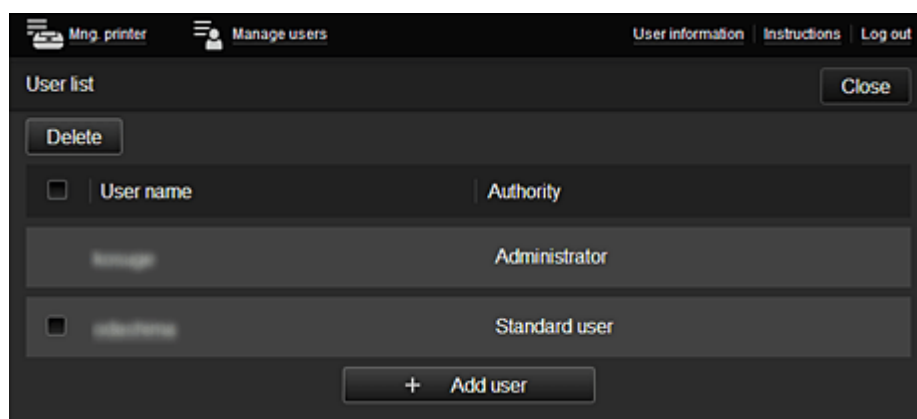 Mng. printer Manage users User information Instructions Log out
User list Close
Delete
User name Authority
Administrator
Standard user
+ Add user